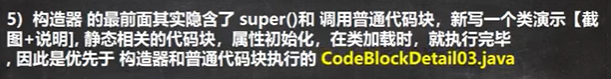 5) 构造器 的最前面其实隐含了 super()和 调用普通代码块，新写一个类演示【截
图+说明], 静态相关的代码块，属性初始化，在类加载时，就执行完毕
, 因此是优先于 构造器和普通代码块执行的 CodeBlockDetail03.java